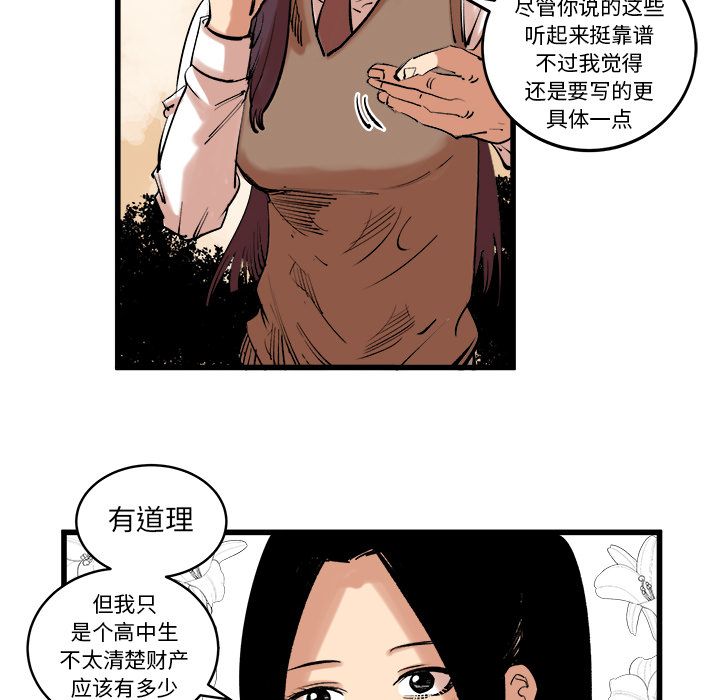 尽管你说的这些
听起来挺靠谱
不过我觉得
还是要写的更
具体一点
有道理
但我只
是个高中生
不太清楚财产
应该有多少